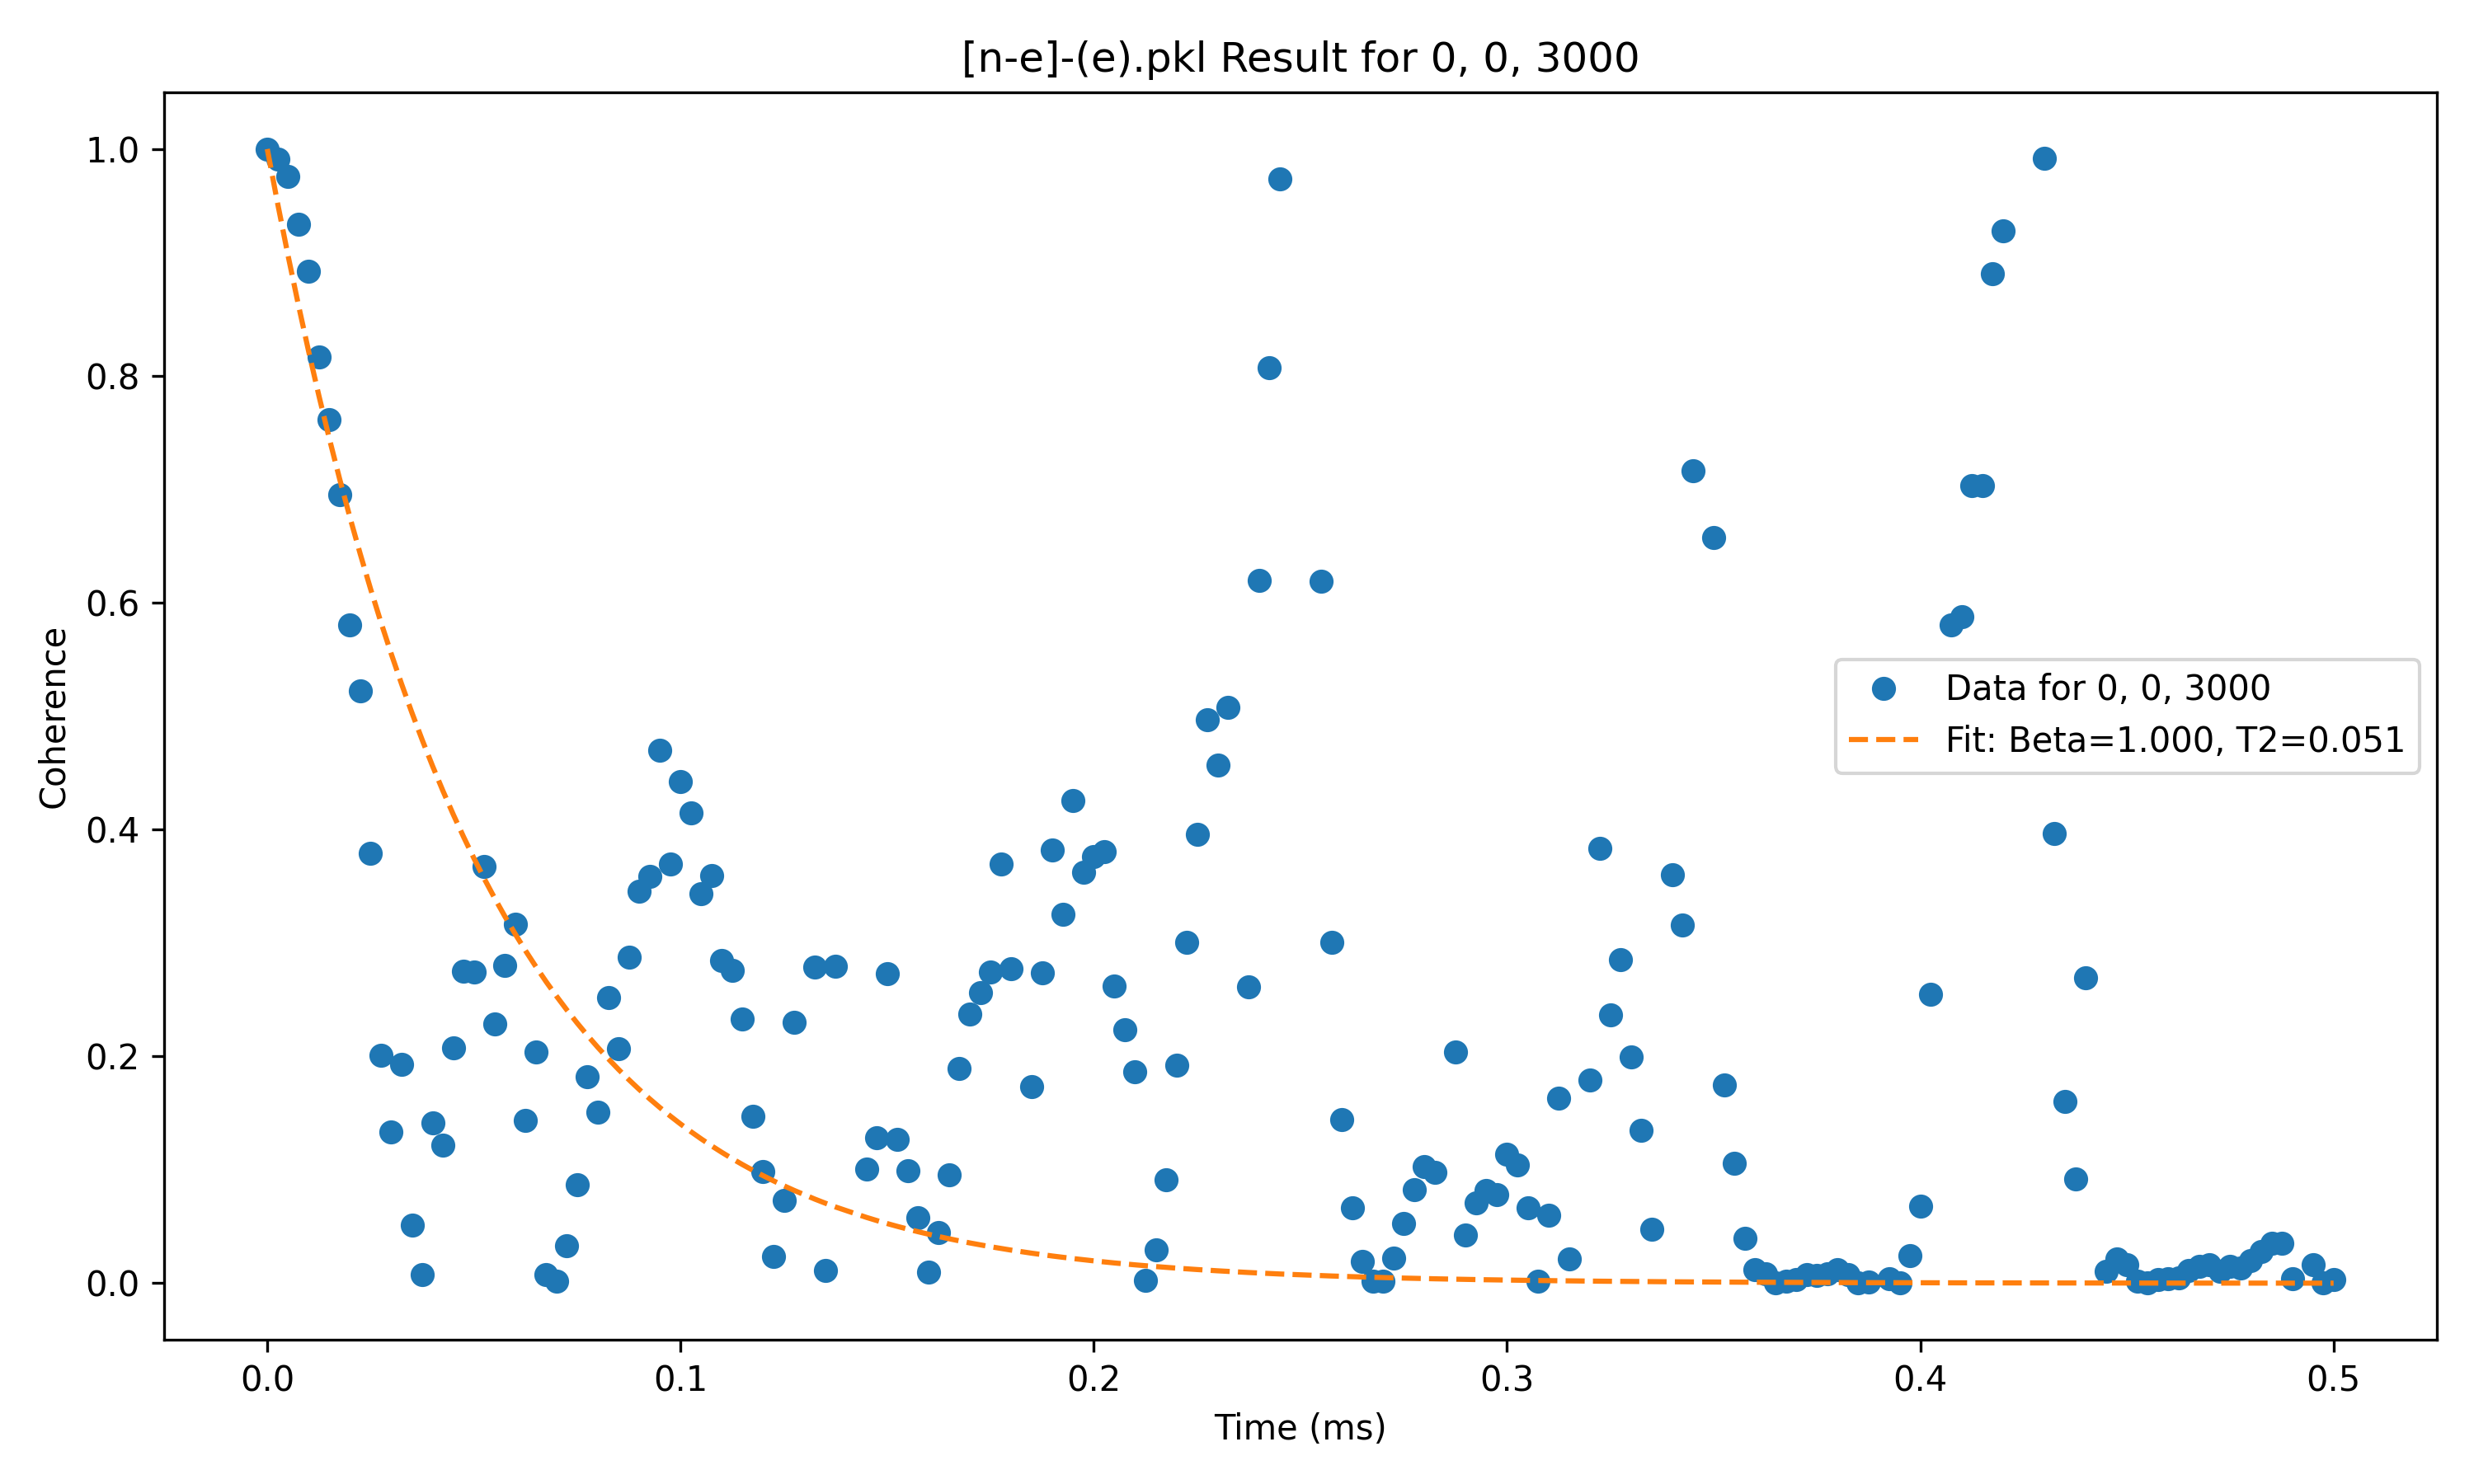 [n-e]-(e).pkl Result for 0, 0, 3000
1.0
0.8
0.6
0.4
0.2
0.0
Coherence
Data for 0, 0, 3000
Fit: Beta=1.000, T2=0.051
0.0 0.1 0.2 0.3 0.4 0.5
Time (ms)